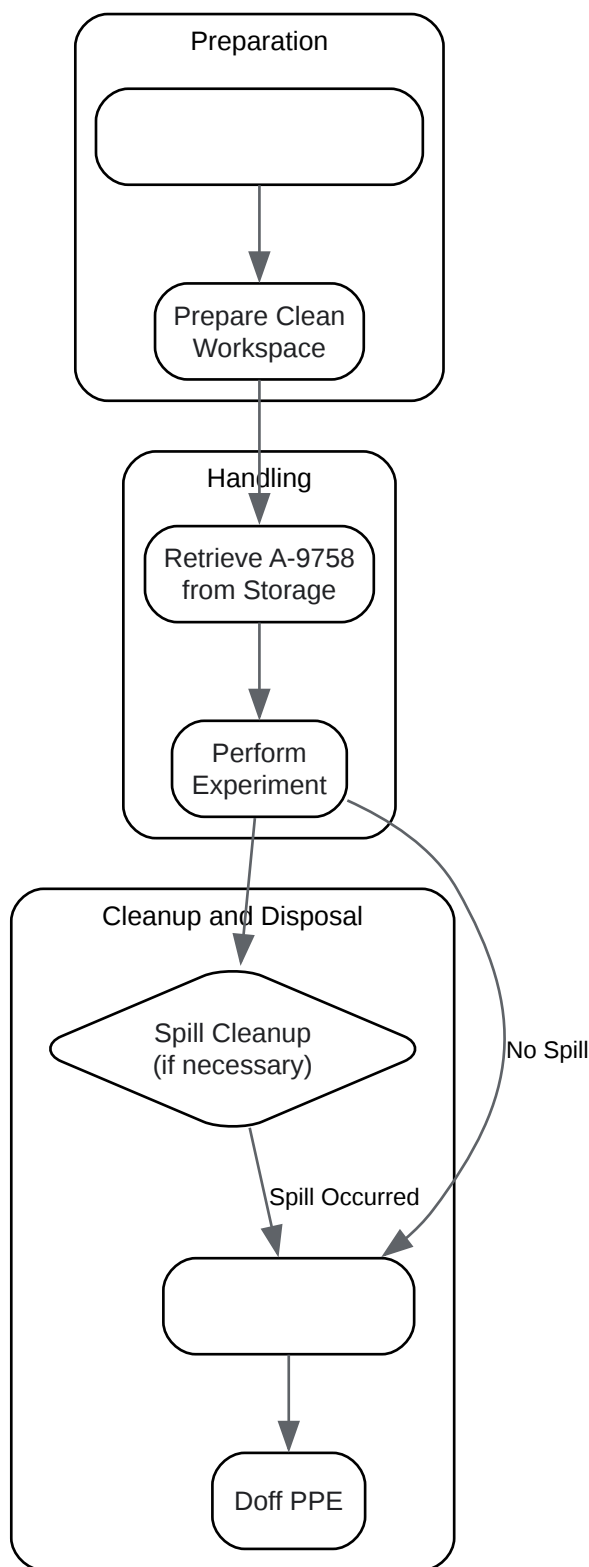 Preparation
Prepare Clean
Workspace
Handling
Retrieve A-9758
from Storage
Perform
Experiment
Cleanup and Disposal
Spill Cleanup
(if necessary)
No Spill
Spill Occurred
Doff PPE